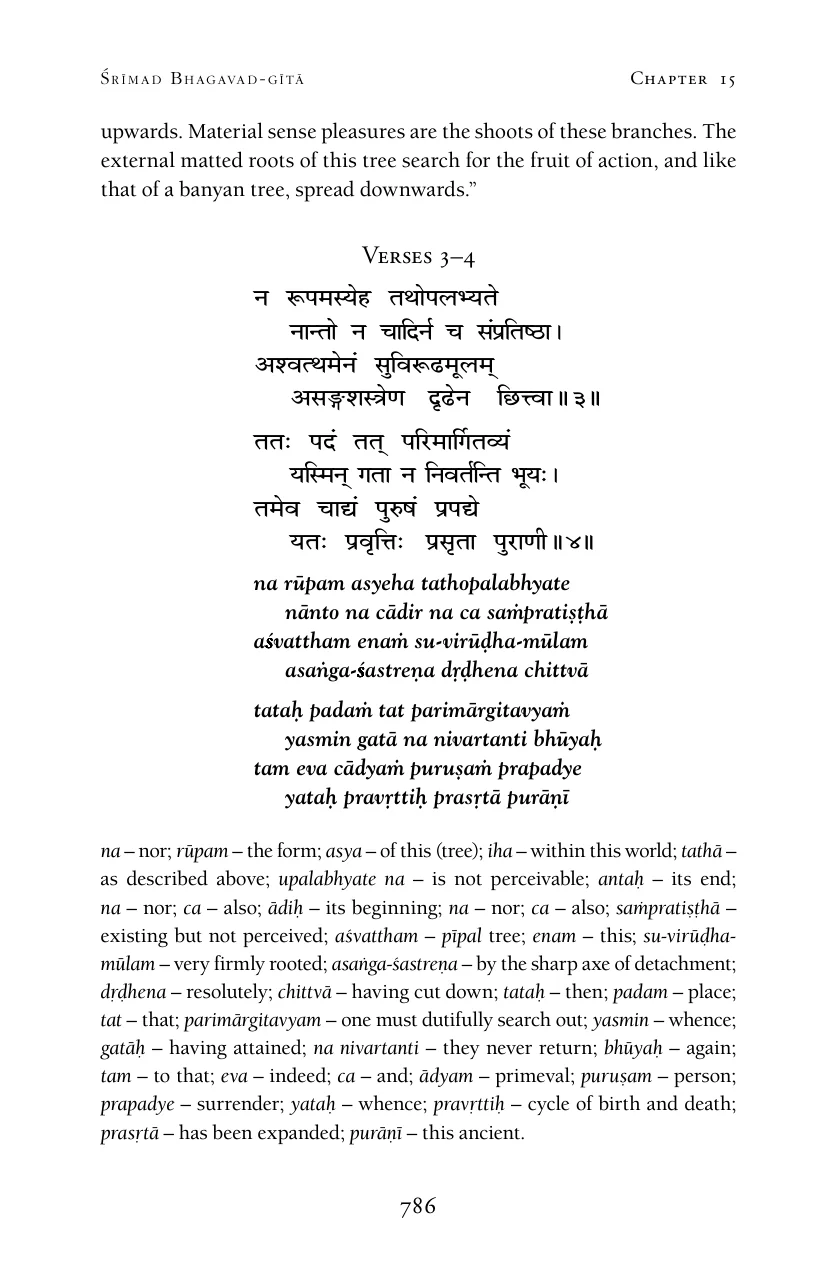 Śrīmad Bhagavad-gītā Chapter 15
upwards. Material sense pleasures are the shoots of these branches. The
external matted roots of this tree search for the fruit of action, and like
that of a banyan tree, spread downwards.”
Verses 3–4
न रूपमस्येह तथोपलभ्यते
नान्तो न चादिर्न च संप्रतिष्ठा।
अश्वत्थमेनं सुविरूढमूलम्
असङ्गशस्त्रेण दृढेन छित्त्वा॥३॥
ततः पदं तत् परिमार्गितव्यं
यस्मिन् गता न निवर्तन्ति भूयः।
तमेव चाद्यं पुरुषं प्रपद्ये
यतः प्रवृत्तिः प्रसृता पुराणी॥४॥
na rūpam asyeha tathopalabhyate
nānto na cādir na ca saṁpratiṣṭhā
aśvattham enaṁ su-virūḍha-mūlam
asaṅga-śastreṇa dṛḍhena chittvā
tataḥ padaṁ tat parimārgitavyaṁ
yasmin gatā na nivartanti bhūyaḥ
tam eva cādyaṁ puruṣaṁ prapadye
yataḥ pravṛttiḥ prasṛtā purāṇī
na – nor; rūpam – the form; asya – of this (tree); iha – within this world; tathā –
as described above; upalabhyate na – is not perceivable; antaḥ – its end;
na – nor; ca – also; ādiḥ – its beginning; na – nor; ca – also; saṁpratiṣṭhā –
existing but not perceived; aśvattham – pīpal tree; enam – this; su-virūḍha-
mūlam – very firmly rooted; asaṅga-śastreṇa – by the sharp axe of detachment;
dṛḍhena – resolutely; chittvā – having cut down; tataḥ – then; padam – place;
tat – that; parimārgitavyam – one must dutifully search out; yasmin – whence;
gatāḥ – having attained; na nivartanti – they never return; bhūyaḥ – again;
tam – to that; eva – indeed; ca – and; ādyam – primeval; puruṣam – person;
prapadye – surrender; yataḥ – whence; pravṛttiḥ – cycle of birth and death;
prasṛtā – has been expanded; purāṇī – this ancient.
786